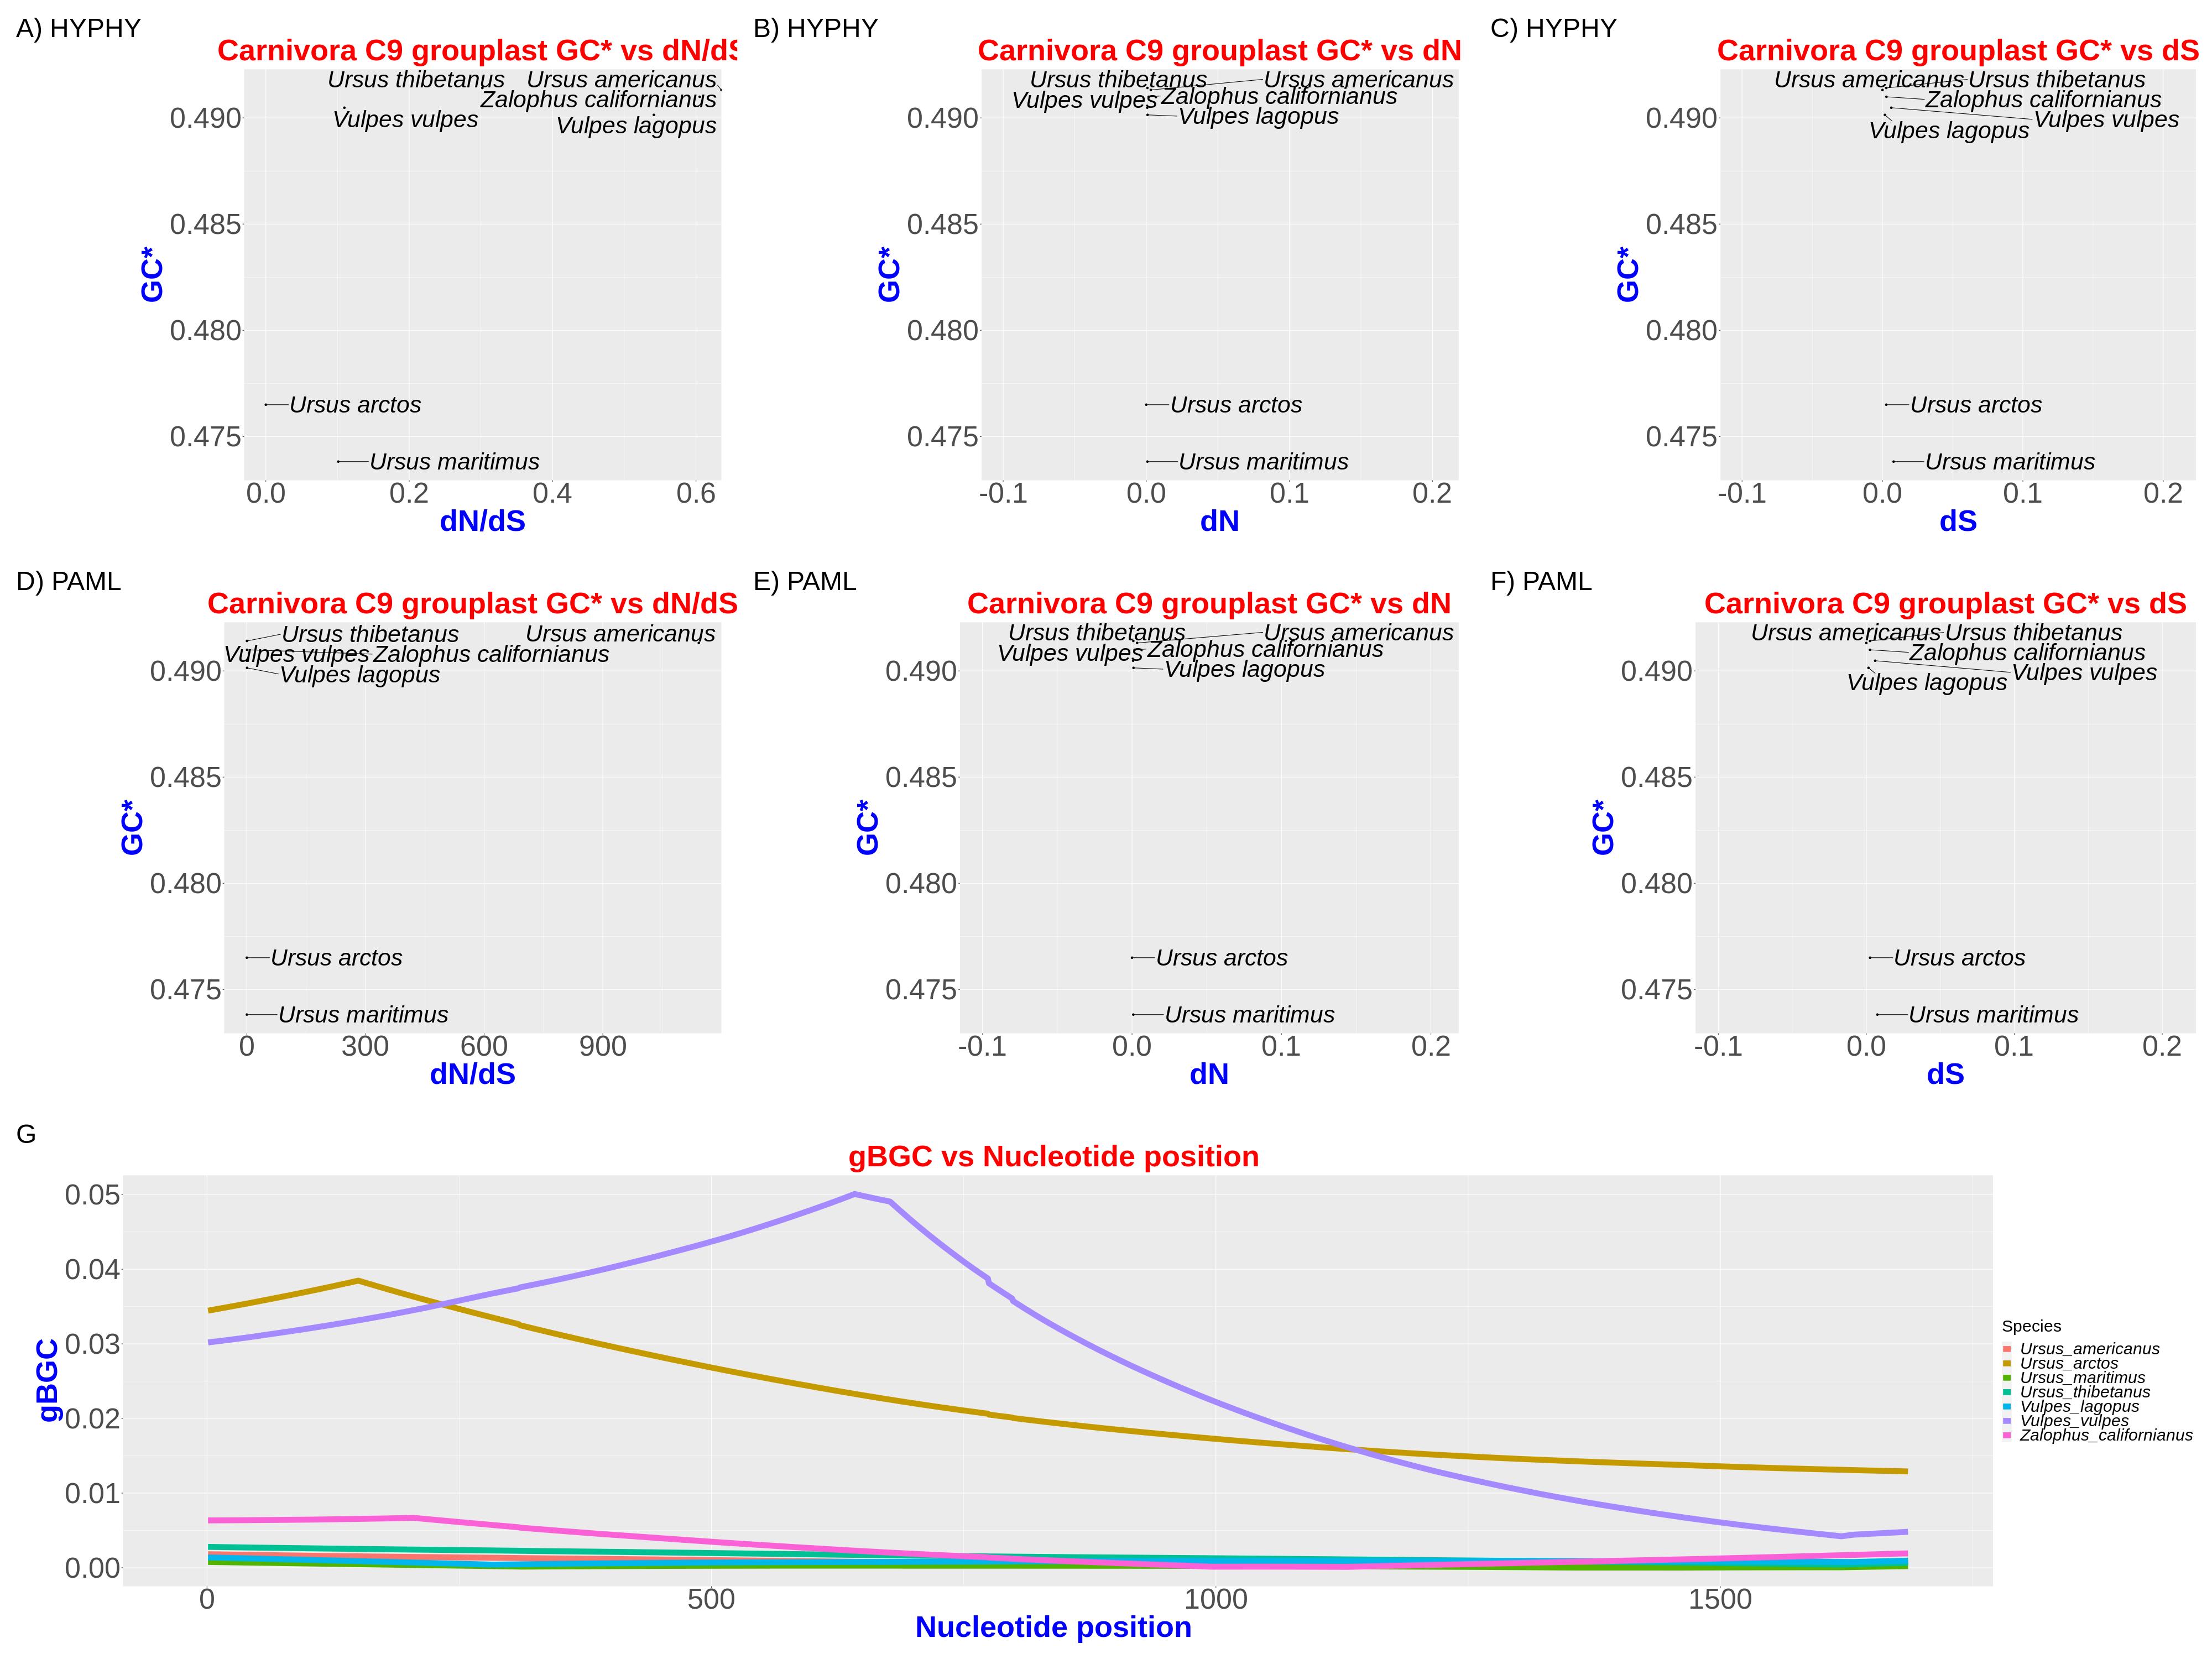 A) HYPHY
Carnivora C9 grouplast GC* vs dN/dS
Ursus thibetanus
Ursus americanus
Zalophus californianus
Vulpes vulpes
Vulpes lagopus
Ursus arctos
Ursus maritimus
0.490
0.485
0.480
0.475
GC*
0.0 0.2 0.4 0.6
dN/dS
B) HYPHY
Carnivora C9 grouplast GC* vs dN
Ursus thibetanus
Ursus americanus
Vulpes vulpes
Zalophus californianus
Vulpes lagopus
Ursus arctos
Ursus maritimus
0.490
0.485
0.480
0.475
GC*
-0.1 0.0 0.1 0.2
dN
C) HYPHY
Carnivora C9 grouplast GC* vs dS
Ursus americanus
Ursus thibetanus
Zalophus californianus
Vulpes vulpes
Vulpes lagopus
Ursus arctos
Ursus maritimus
0.490
0.485
0.480
0.475
GC*
-0.1 0.0 0.1 0.2
dS
D) PAML
Carnivora C9 grouplast GC* vs dN/dS
Ursus thibetanus
Ursus americanus
Vulpes vulpes
Zalophus californianus
Vulpes lagopus
Ursus arctos
Ursus maritimus
0.490
0.485
0.480
0.475
GC*
0 300 600 900
dN/dS
E) PAML
Carnivora C9 grouplast GC* vs dN
Ursus thibetanus
Ursus americanus
Vulpes vulpes
Zalophus californianus
Vulpes lagopus
Ursus arctos
Ursus maritimus
0.490
0.485
0.480
0.475
GC*
-0.1 0.0 0.1 0.2
dN
F) PAML
Carnivora C9 grouplast GC* vs dS
Ursus americanus
Ursus thibetanus
Zalophus californianus
Vulpes vulpes
Vulpes lagopus
Ursus arctos
Ursus maritimus
0.490
0.485
0.480
0.475
GC*
-0.1 0.0 0.1 0.2
dS
G
gBGC vs Nucleotide position
0.05
0.04
0.03
0.02
0.01
0.00
gBGC
0 500 1000 1500
Nucleotide position
Species
Ursus_americanus
Ursus_arctos
Ursus_maritimus
Ursus_thibetanus
Vulpes_lagopus
Vulpes_vulpes
Zalophus_californianus